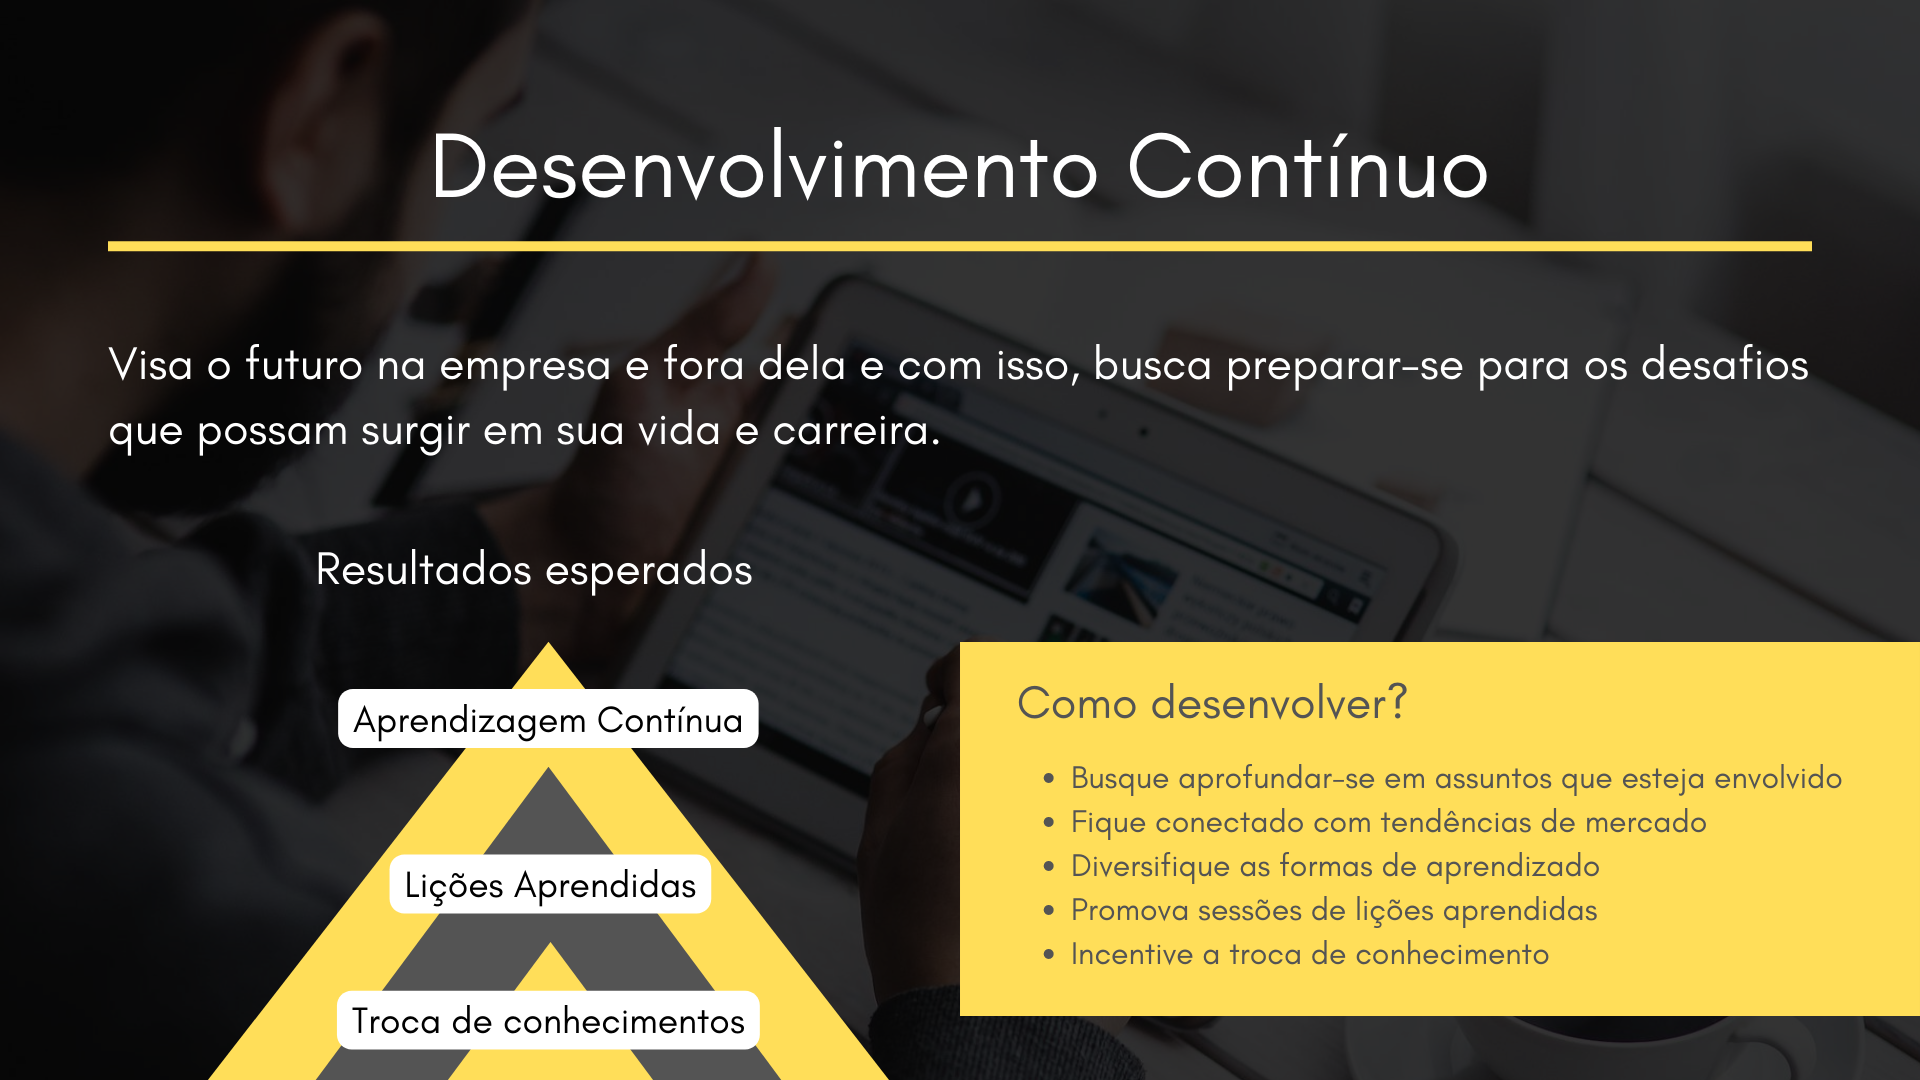 Desenvolvimento Contínuo
Visa o futuro na empresa e fora dela e com isso, busca preparar-se para os desafios
que possam surgir em sua vida e carreira.
Resultados esperados
Aprendizagem Contínua
Lições Aprendidas
Troca de conhecimentos
Como desenvolver?
• Busque aprofundar-se em assuntos que esteja envolvido
• Fique conectado com tendências de mercado
• Diversifique as formas de aprendizado
• Promova sessões de lições aprendidas
• Incentive a troca de conhecimento